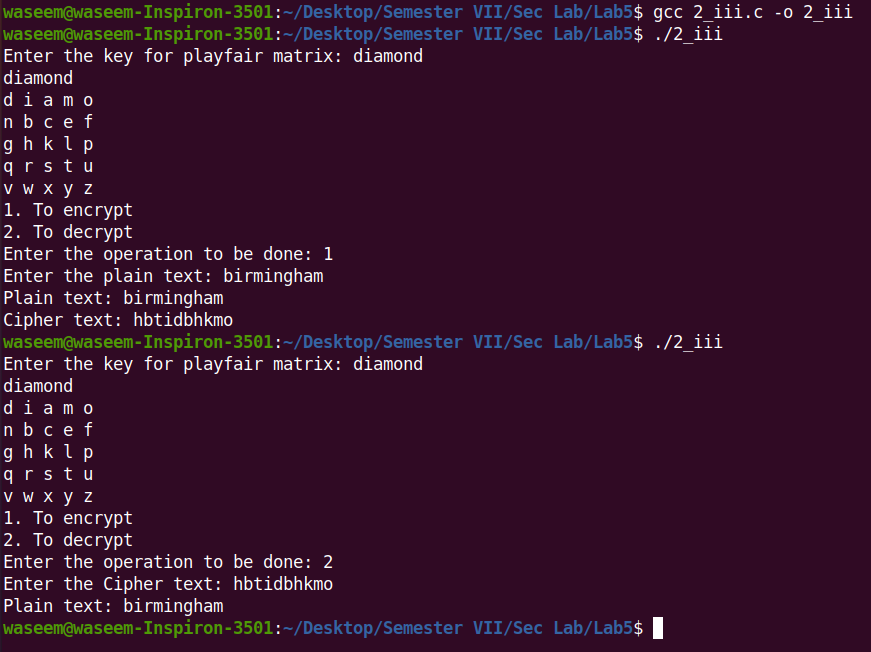 waseem@waseem-Inspiron-3501:~/Desktop/Semester VII/Sec Lab/Lab5$ gcc 2_iii.c -o 2_iii
waseem@waseem-Inspiron-3501:~/Desktop/Semester VII/Sec Lab/Lab5$ ./2_iii
Enter the key for playfair matrix: diamond
diamond
d i a m o
n b c e f
g h k l p
q r s t u
v w x y z
1. To encrypt
2. To decrypt
Enter the operation to be done: 1
Enter the plain text: birmingham
Plain text: birmingham
Cipher text: hbtidbhkmo
waseem@waseem-Inspiron-3501:~/Desktop/Semester VII/Sec Lab/Lab5$ ./2_iii
Enter the key for playfair matrix: diamond
diamond
d i a m o
n b c e f
g h k l p
q r s t u
v w x y z
1. To encrypt
2. To decrypt
Enter the operation to be done: 2
Enter the Cipher text: hbtidbhkmo
Plain text: birmingham
waseem@waseem-Inspiron-3501:~/Desktop/Semester VII/Sec Lab/Lab5$